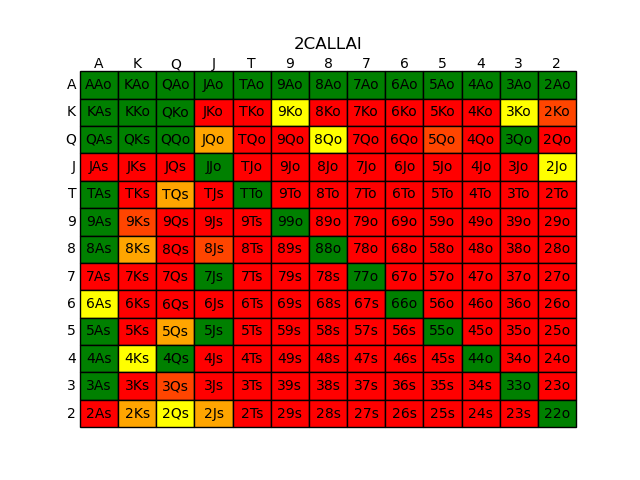 2CALLAI
A K Q J T 9 8 7 6 5 4 3 2
A AAo KAo QAo JAo TAo 9Ao 8Ao 7Ao 6Ao 5Ao 4Ao 3Ao 2Ao
K KAs KKo QKo JKo TKo 9Ko 8Ko 7Ko 6Ko 5Ko 4Ko 3Ko 2Ko
Q QAs QKs QQo JQo TQo 9Qo 8Qo 7Qo 6Qo 5Qo 4Qo 3Qo 2Qo
J JAs JKs JQs JJo TJo 9Jo 8Jo 7Jo 6Jo 5Jo 4Jo 3Jo 2Jo
T TAs TKs TQs TJs TTo 9To 8To 7To 6To 5To 4To 3To 2To
9 9As 9Ks 9Qs 9Js 9Ts 99o 89o 79o 69o 59o 49o 39o 29o
8 8As 8Ks 8Qs 8Js 8Ts 89s 88o 78o 68o 58o 48o 38o 28o
7 7As 7Ks 7Qs 7Js 7Ts 79s 78s 77o 67o 57o 47o 37o 27o
6 6As 6Ks 6Qs 6Js 6Ts 69s 68s 67s 66o 56o 46o 36o 26o
5 5As 5Ks 5Qs 5Js 5Ts 59s 58s 57s 56s 55o 45o 35o 25o
4 4As 4Ks 4Qs 4Js 4Ts 49s 48s 47s 46s 45s 44o 34o 24o
3 3As 3Ks 3Qs 3Js 3Ts 39s 38s 37s 36s 35s 34s 33o 23o
2 2As 2Ks 2Qs 2Js 2Ts 29s 28s 27s 26s 25s 24s 23s 22o